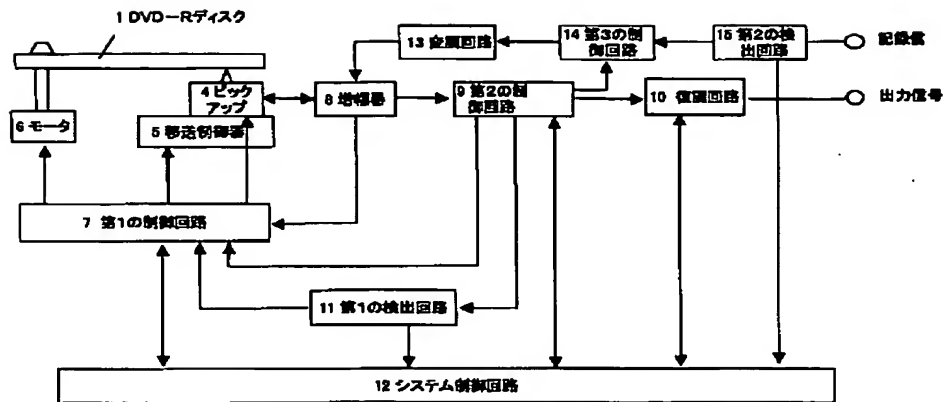 1 DVD－Rディスク
13 変調回路
14 第3の制
御回路
15 第2の検
出回路
記録信
4 ピック
アップ
8 増幅器
9 第2の制
御回路
10 復調回路
出力信号
6 モータ
5 移送制御器
7 第1の制御回路
11 第1の検出回路
12 システム制御回路